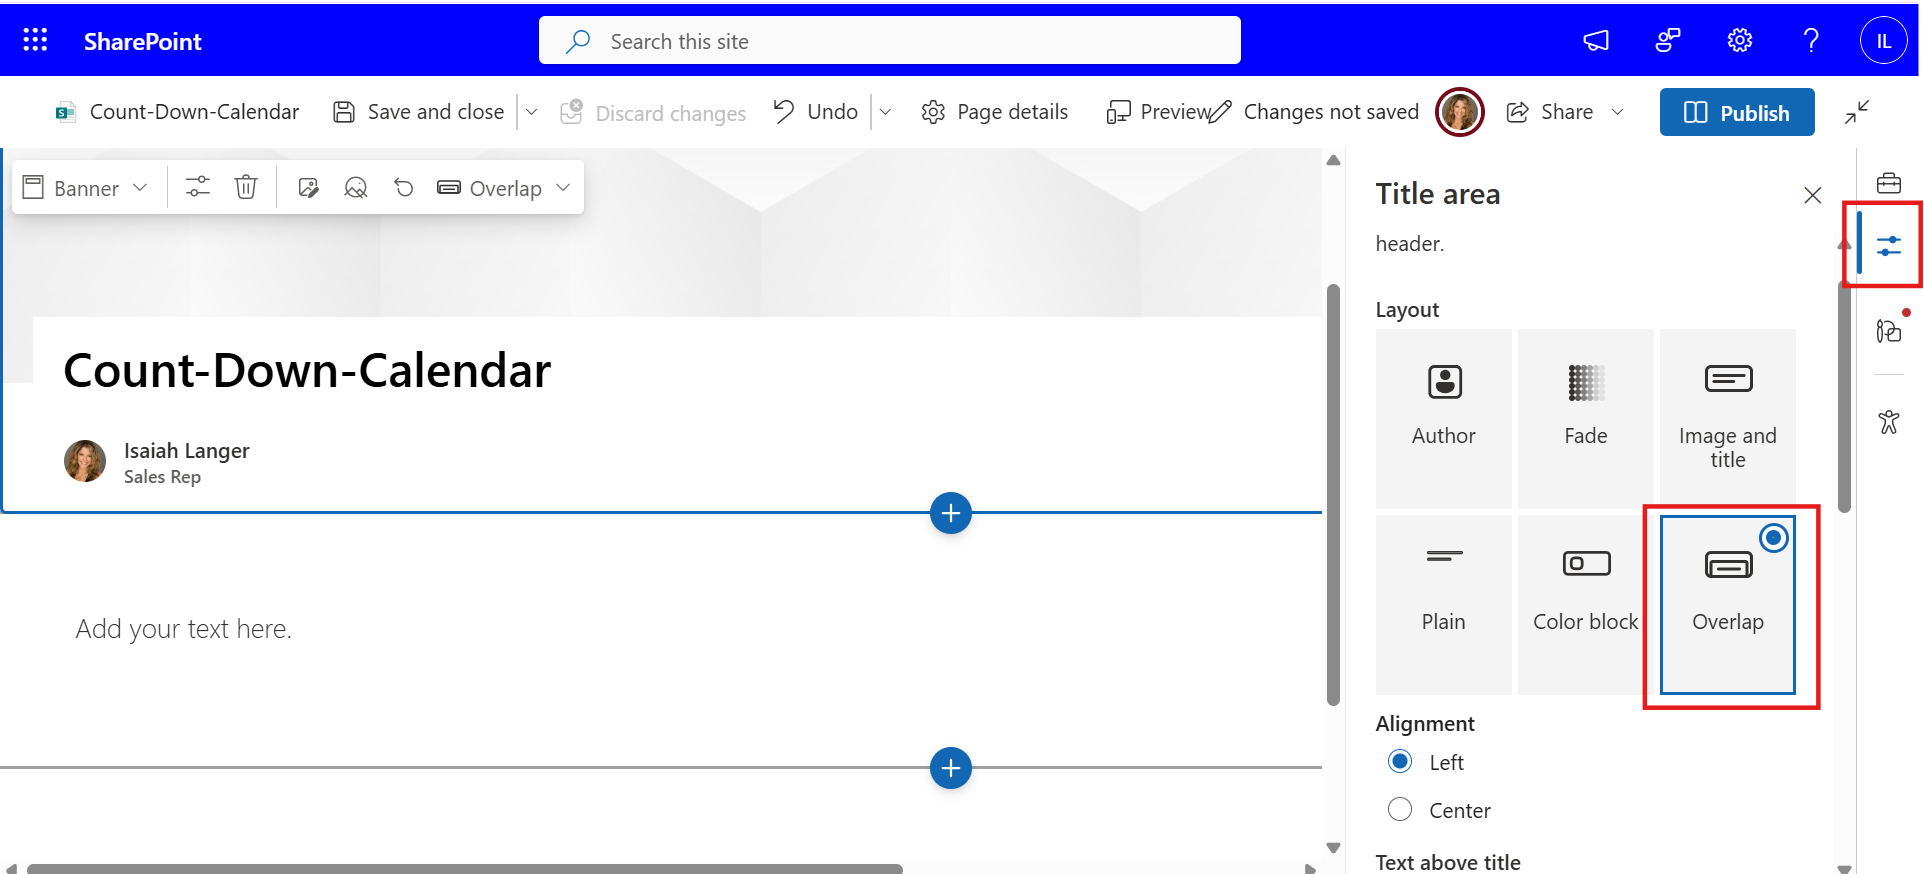 SharePoint
Search this site
IL
Count-Down-Calendar
Save and close
Discard changes
Undo
Page details
Preview
Changes not saved
Share
Publish
Banner
Overlap
Count-Down-Calendar
Isaiah Langer
Sales Rep
Add your text here.
Title area
header.
Layout
Author
Fade
Image and
title
Plain
Color block
Overlap
Alignment
Left
Center
Text above title